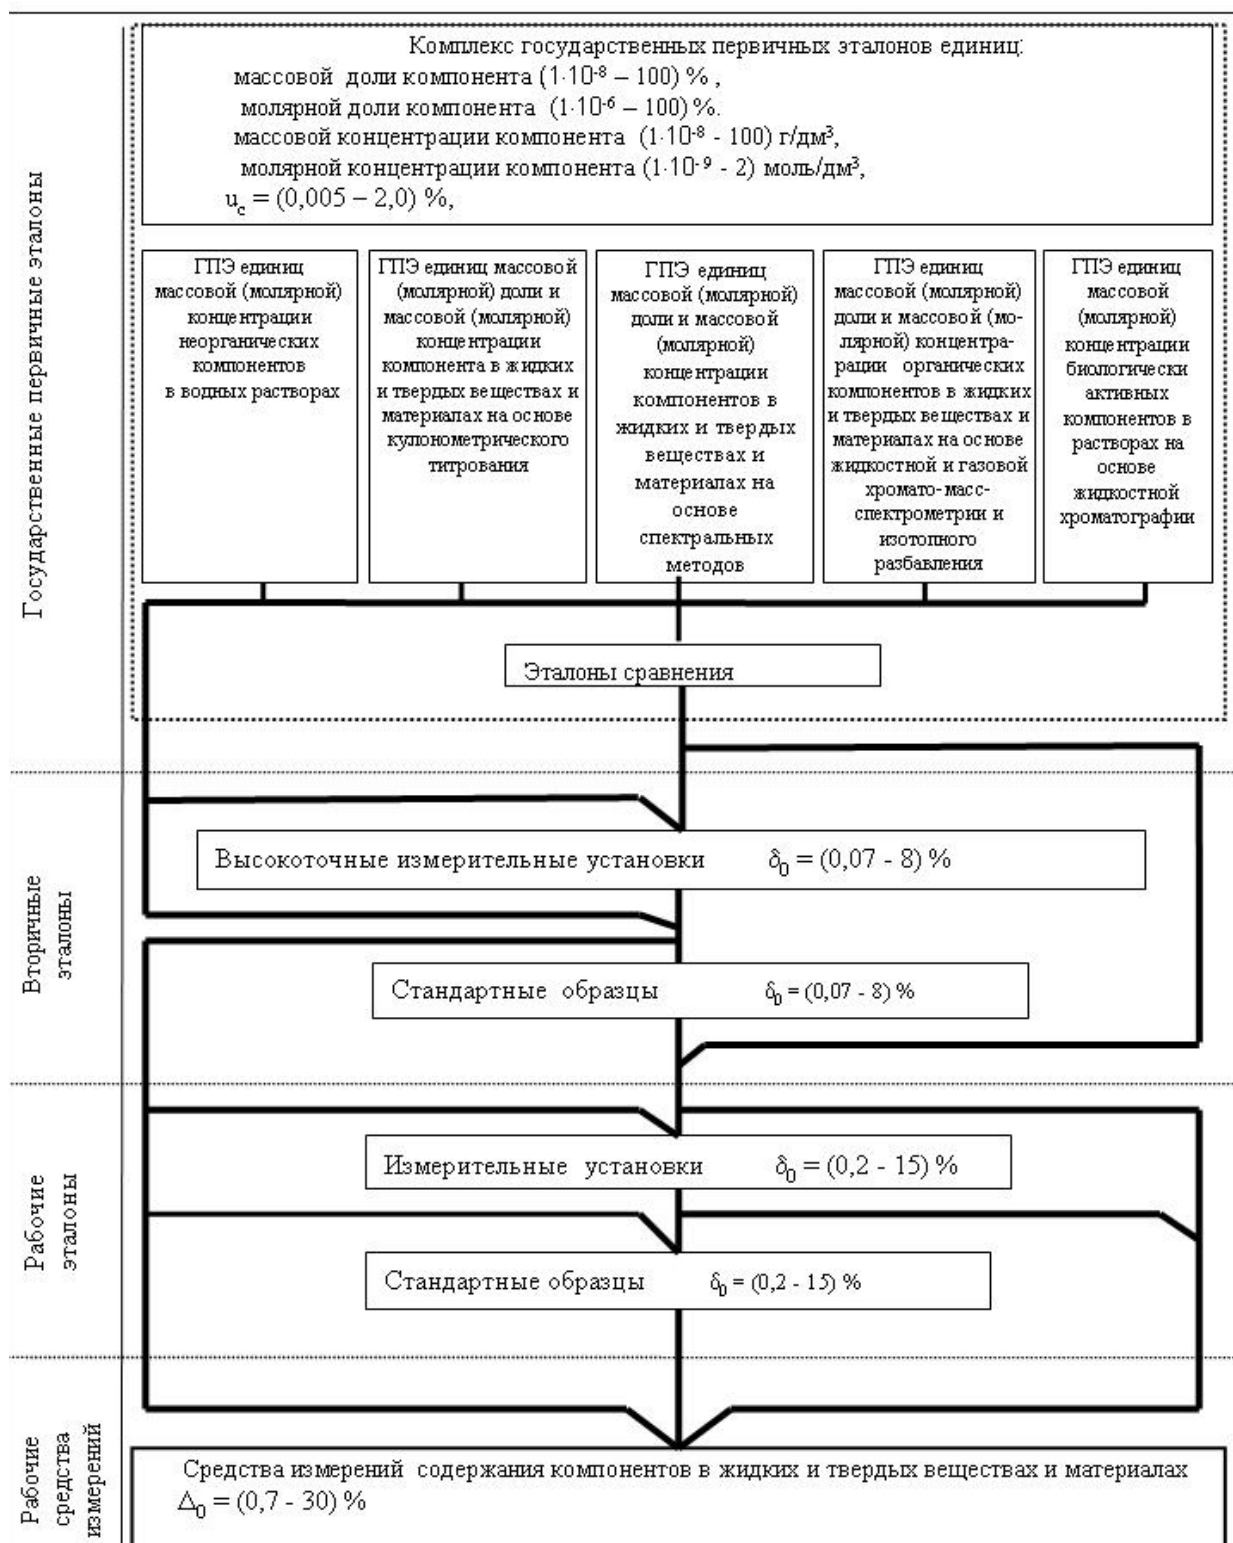 Государственные первичные эталоны
Комплекс государственных первичных эталонов единиц:
массовой доли компонента (1·10⁻⁸ – 100) % ,
молярной доли компонента (1·10⁻⁶ – 100) %.
массовой концентрации компонента (1·10⁻⁸ - 100) г/дм³,
молярной концентрации компонента (1·10⁻⁹ - 2) моль/дм³,
u_c = (0,005 – 2,0) %,
ГПЭ единиц
массовой (молярной)
концентрации
неорганических
компонентов
в водных растворах
ГПЭ единиц массовой
(молярной) доли и
массовой (молярной)
концентрации
компонента в жидких
и твердых веществах и
материалах на основе
кулонометрического
титрования
ГПЭ единиц
массовой (молярной)
доли и массовой
(молярной)
концентрации
компонентов в
жидких и твердых
веществах и
материалах на
основе
спектральных
методов
ГПЭ единиц
массовой (молярной)
доли и массовой (мо-
лярной) концентра-
рации органических
компонентов в жидких
и твердых веществах и
материалах на основе
жидкостной и газовой
хромато-масс-
спектрометрии и
изотопного
разбавления
ГПЭ единиц
массовой
(молярной)
концентрации
биологически
активных
компонентов в
растворах на
основе
жидкостной
хроматографии
Эталоны сравнения
Вторичные
эталоны
Высокоточные измерительные установки δ₀ = (0,07 - 8) %
Стандартные образцы δ₀ = (0,07 - 8) %
Рабочие
эталоны
Измерительные установки δ₀ = (0,2 - 15) %
Стандартные образцы δ₀ = (0,2 - 15) %
Рабочие
средства
измерений
Средства измерений содержания компонентов в жидких и твердых веществах и материалах
Δ₀ = (0,7 - 30) %